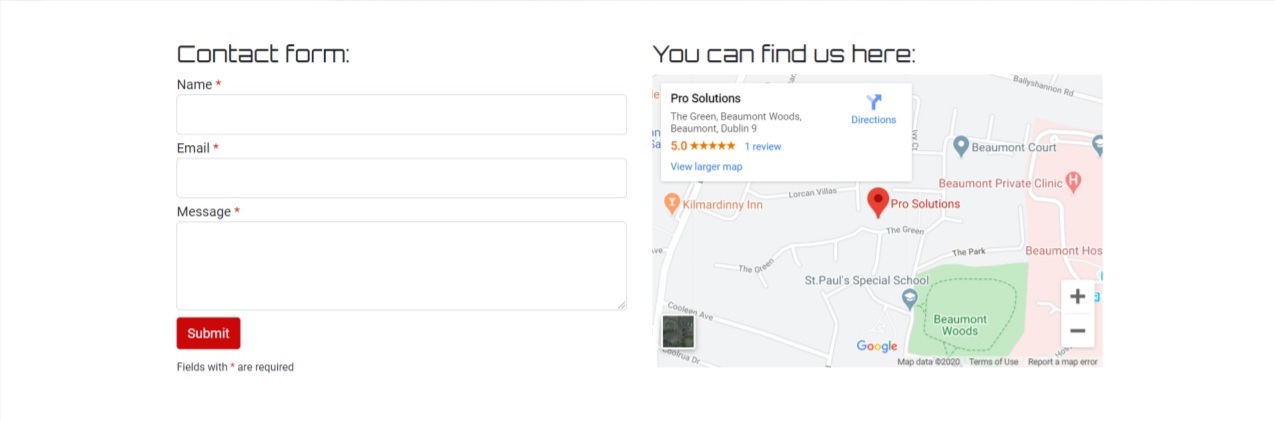 Contact form:
Name *
Email *
Message *
Submit
Fields with * are required
You can find us here:
Pro Solutions
The Green, Beaumont Woods,
Beaumont, Dublin 9
5.0 ★★★★★ 1 review
View larger map
Directions
Ballyshannon Rd
Beaumont Court
Beaumont Private Clinic
H
Lorcan Villas
Kilmardinny Inn
Pro Solutions
The Green
The Park
Beaumont Hos
The Green
St.Paul's Special School
Cooleen Ave
Beaumont
Woods
+
−
Google
Coolrua Dr
Map data ©2020 Terms of Use Report a map error